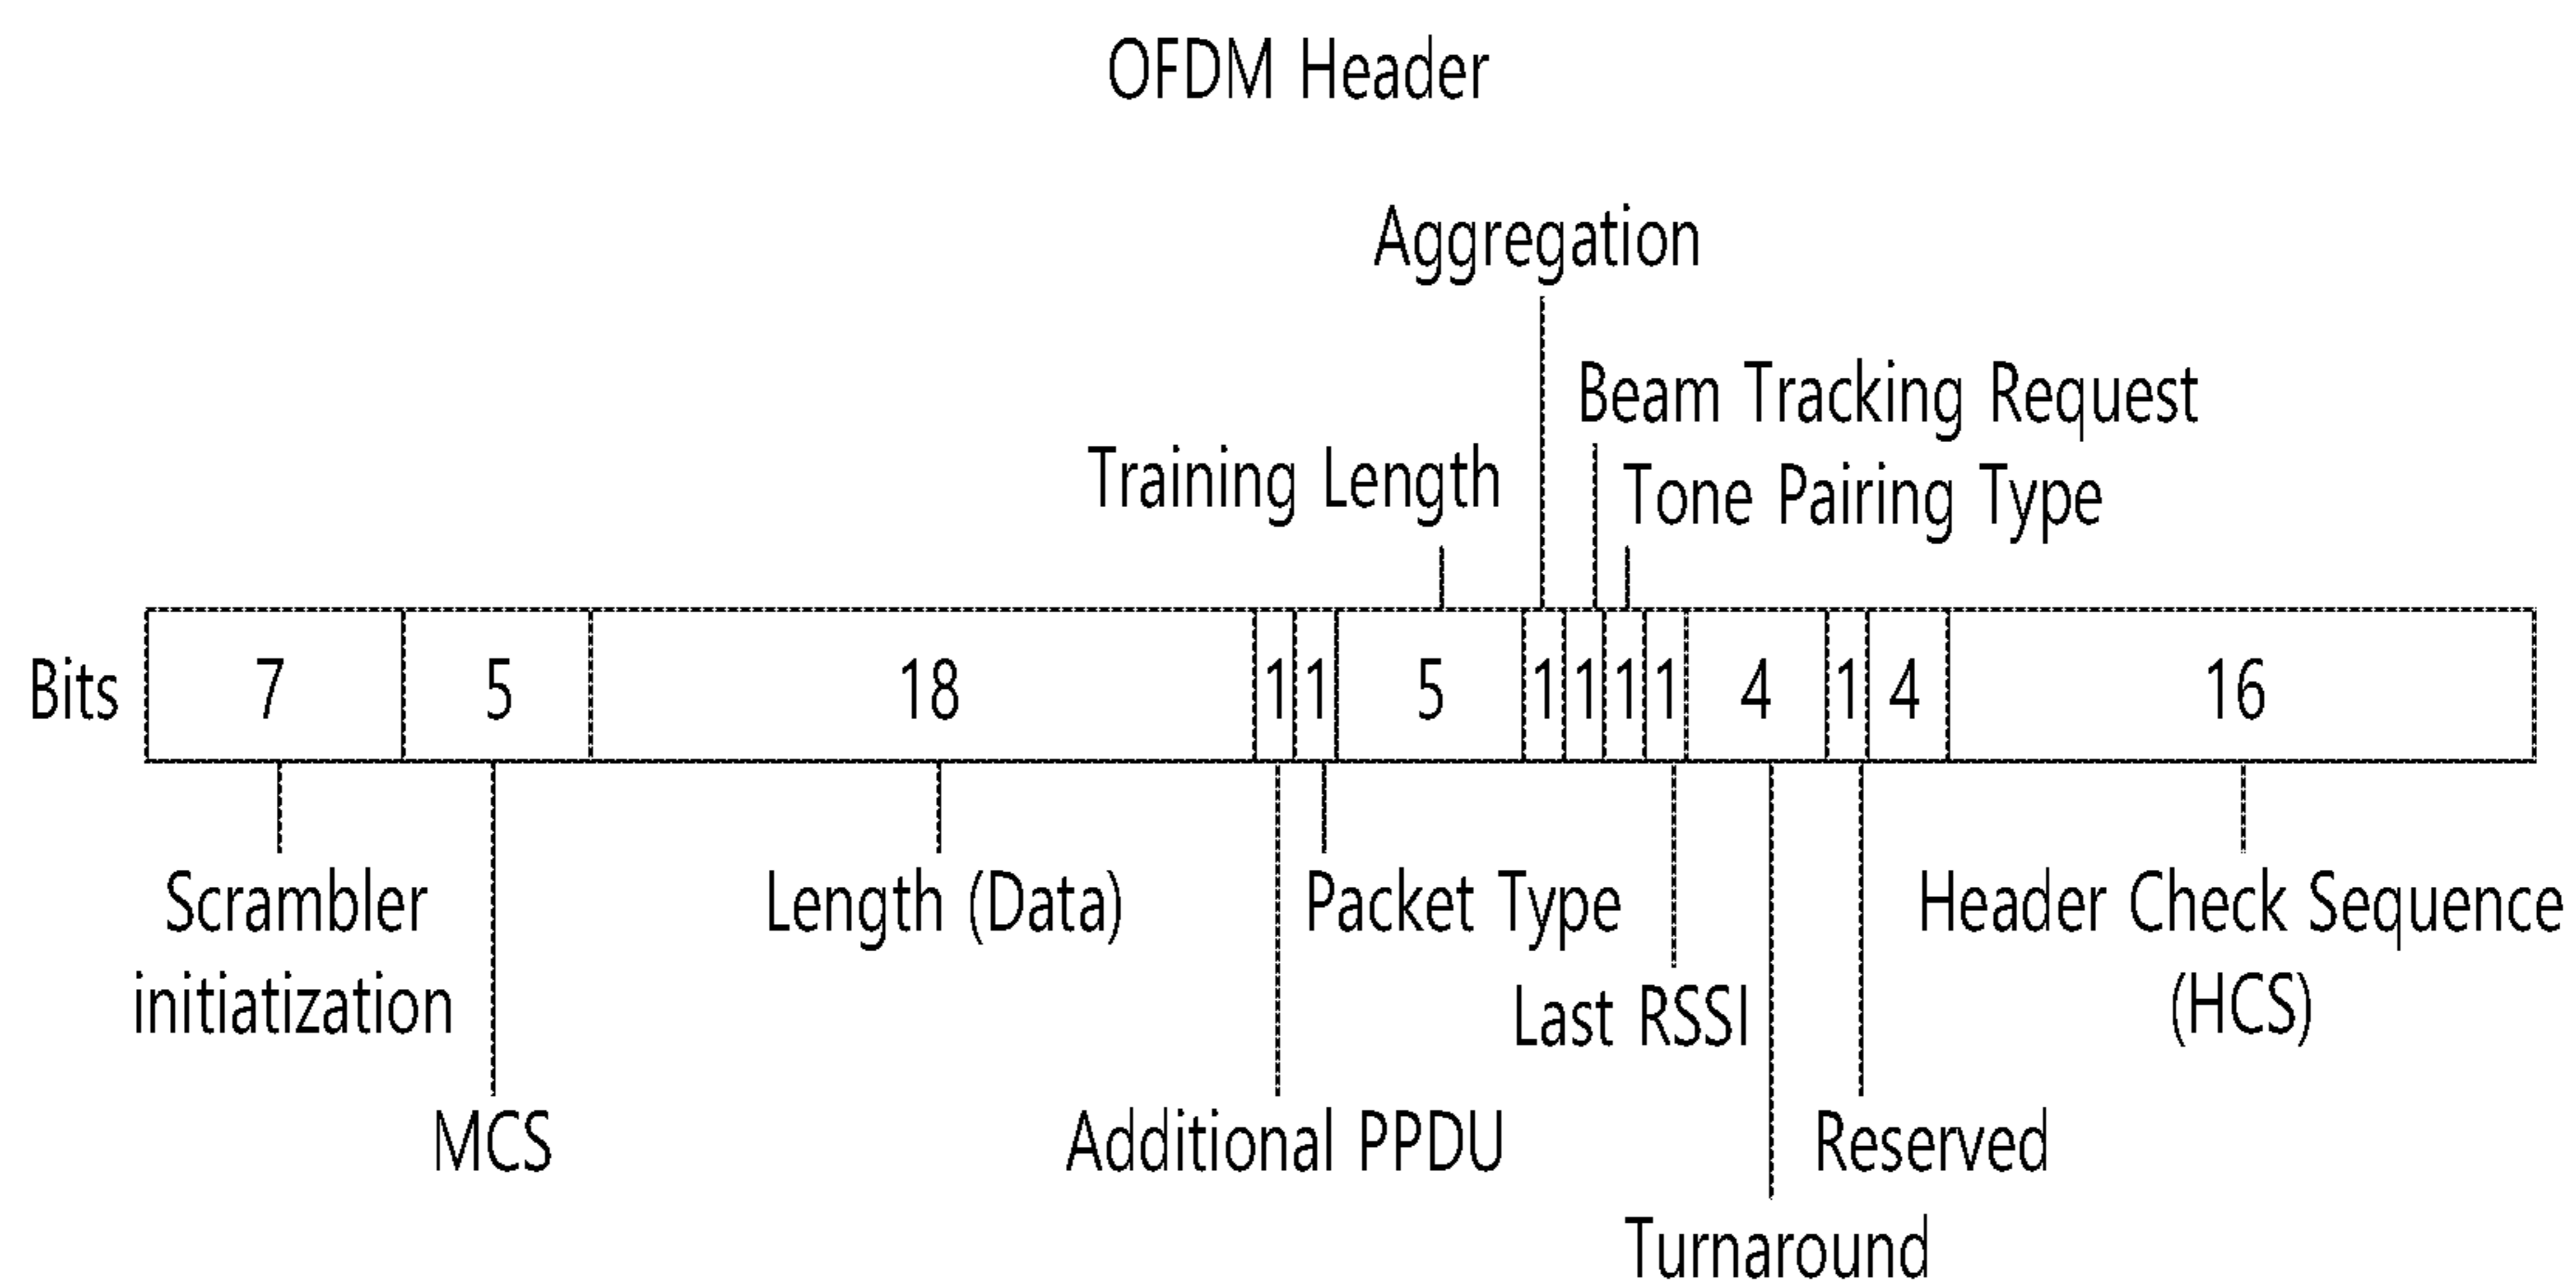 OFDM Header
Aggregation
Beam Tracking Request
Training Length
Tone Pairing Type
Bits 7 5 18 1 1 5 1 1 1 1 4 1 4 16
Scrambler
initiatization
Length (Data)
Packet Type
Header Check Sequence
(HCS)
Last RSSI
MCS
Additional PPDU
Reserved
Turnaround